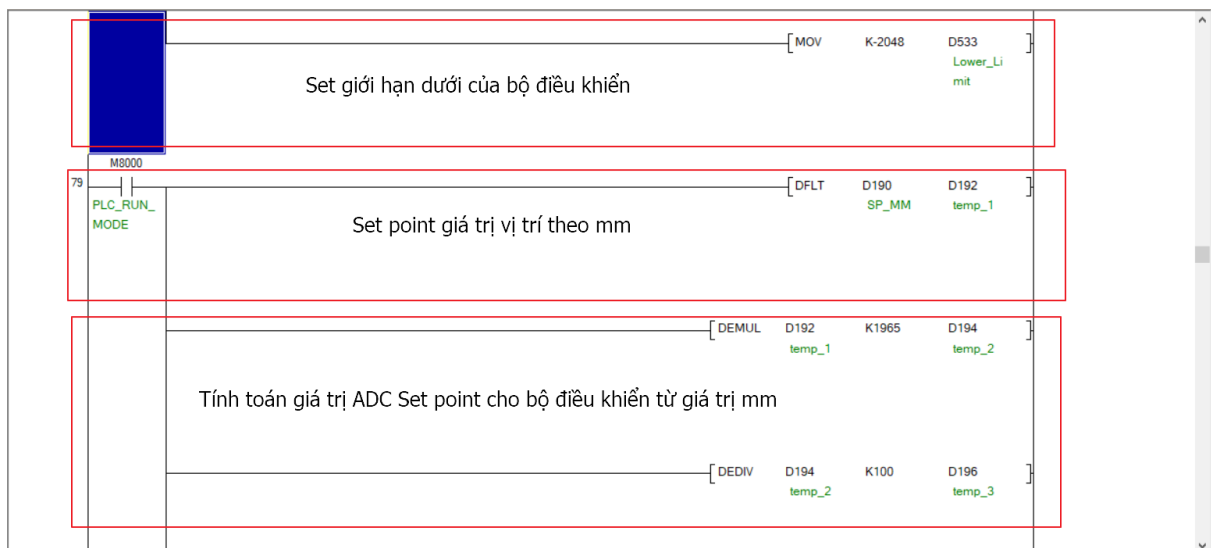 MOV K-2048 D533
Lower_Li
mit
Set giới hạn dưới của bộ điều khiển
M8000
79
DFLT D190 D192
PLC_RUN_ SP_MM temp_1
MODE
Set point giá trị vị trí theo mm
DEMUL D192 K1965 D194
temp_1 temp_2
Tính toán giá trị ADC Set point cho bộ điều khiển từ giá trị mm
DEDIV D194 K100 D196
temp_2 temp_3